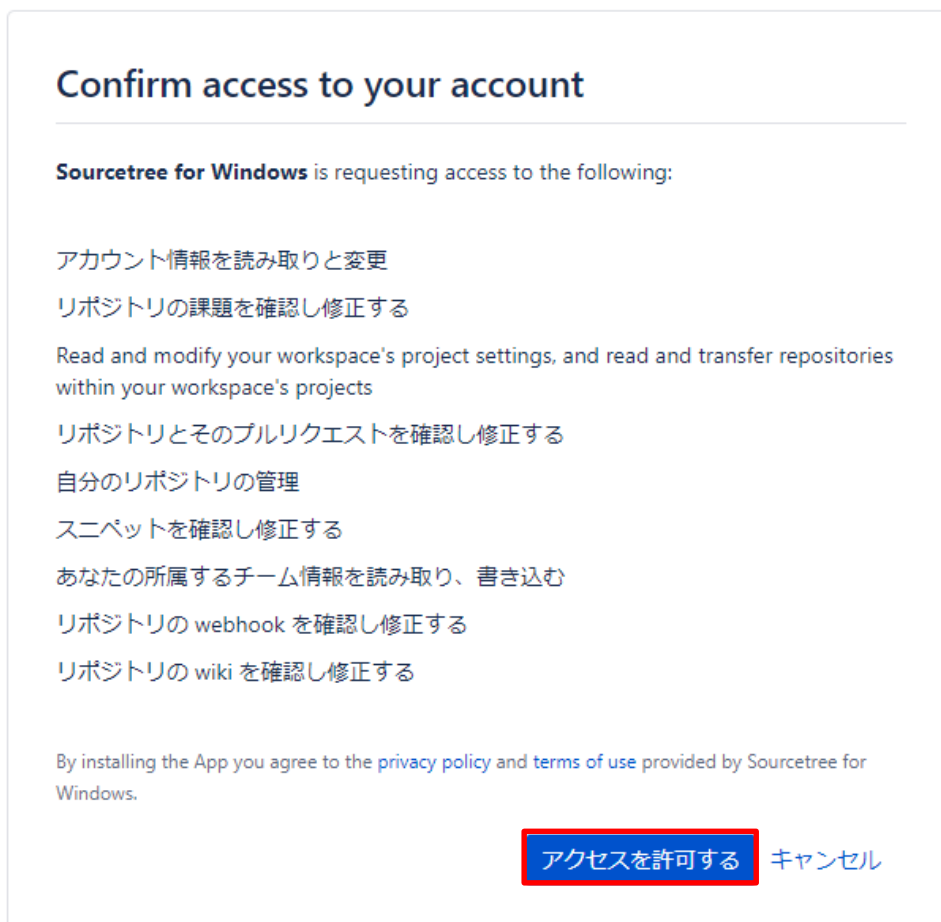 Confirm access to your account
Sourcetree for Windows is requesting access to the following:
アカウント情報を読み取りと変更
リポジトリの課題を確認し修正する
Read and modify your workspace's project settings, and read and transfer repositories
within your workspace's projects
リポジトリとそのプルリクエストを確認し修正する
自分のリポジトリの管理
スニペットを確認し修正する
あなたの所属するチーム情報を読み取り、書き込む
リポジトリの webhook を確認し修正する
リポジトリの wiki を確認し修正する
By installing the App you agree to the privacy policy and terms of use provided by Sourcetree for
Windows.
アクセスを許可する キャンセル